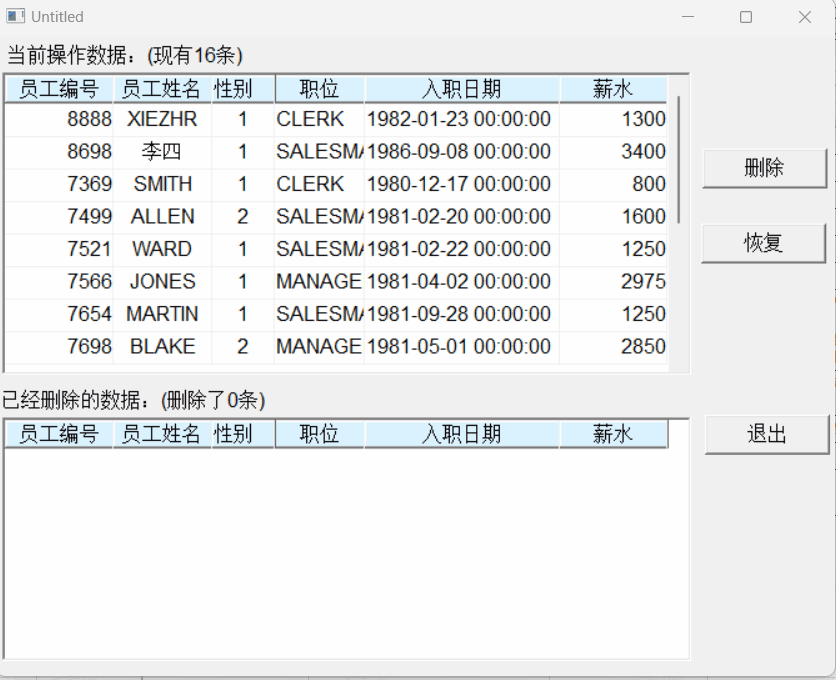 Untitled
当前操作数据：(现有16条)
员工编号 员工姓名 性别 职位 入职日期 薪水
8888 XIEZHR 1 CLERK 1982-01-23 00:00:00 1300
8698 李四 1 SALESMA 1986-09-08 00:00:00 3400
7369 SMITH 1 CLERK 1980-12-17 00:00:00 800
删除
7499 ALLEN 2 SALESMA 1981-02-20 00:00:00 1600
7521 WARD 1 SALESMA 1981-02-22 00:00:00 1250
恢复
7566 JONES 1 MANAGE 1981-04-02 00:00:00 2975
7654 MARTIN 1 SALESMA 1981-09-28 00:00:00 1250
7698 BLAKE 2 MANAGE 1981-05-01 00:00:00 2850
已经删除的数据：(删除了0条)
员工编号 员工姓名 性别 职位 入职日期 薪水
退出